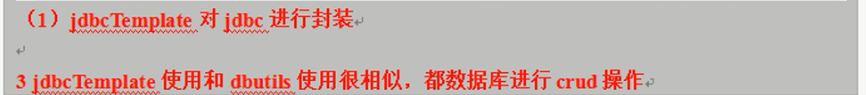 （1）jdbcTemplate 对 jdbc 进行封装
3 jdbcTemplate 使用和 dbutils 使用很相似，都数据库进行 crud 操作